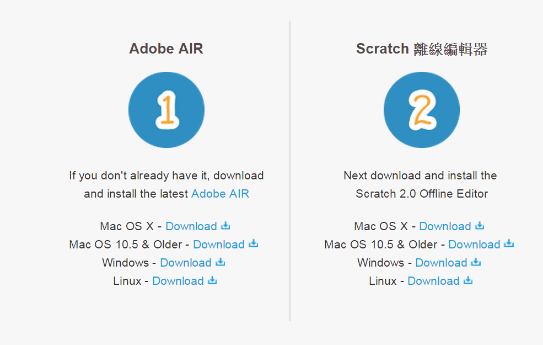 Adobe AIR
1
If you don't already have it, download
and install the latest Adobe AIR
Mac OS X - Download
Mac OS 10.5 & Older - Download
Windows - Download
Linux - Download
Scratch 離線編輯器
2
Next download and install the
Scratch 2.0 Offline Editor
Mac OS X - Download
Mac OS 10.5 & Older - Download
Windows - Download
Linux - Download